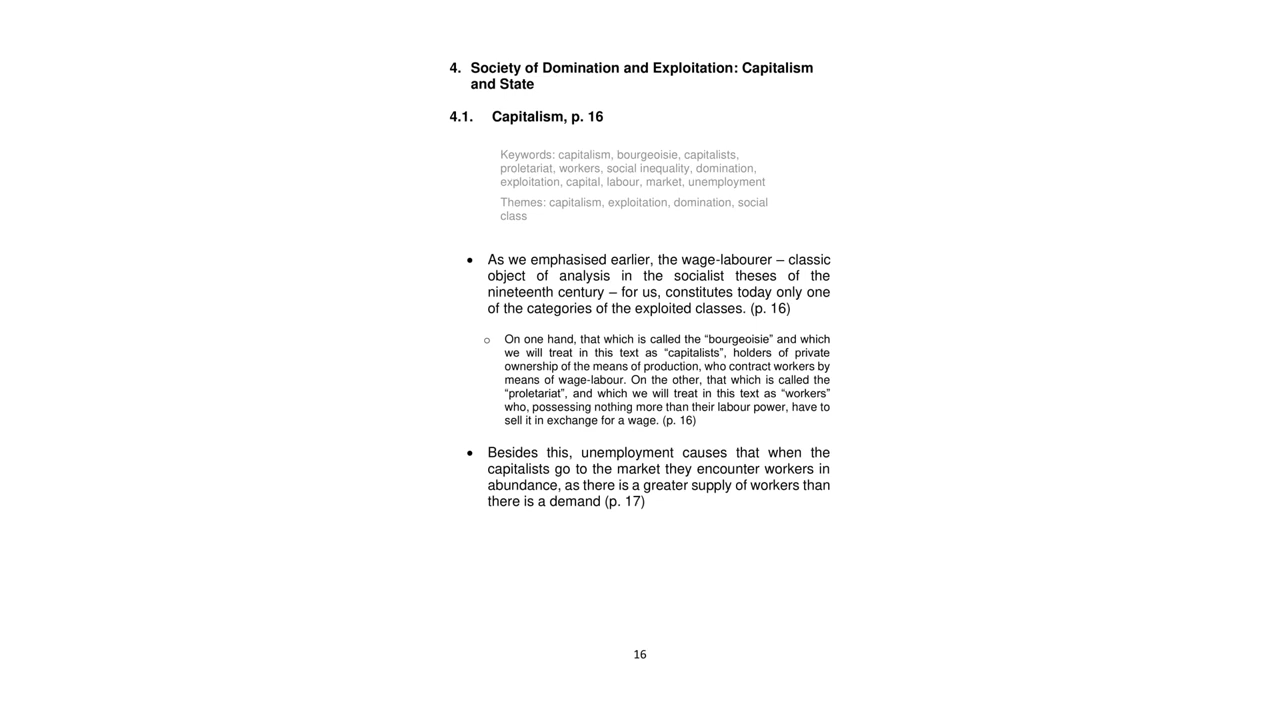 4. Society of Domination and Exploitation: Capitalism
and State
4.1. Capitalism, p. 16
Keywords: capitalism, bourgeoisie, capitalists,
proletariat, workers, social inequality, domination,
exploitation, capital, labour, market, unemployment
Themes: capitalism, exploitation, domination, social
class
• As we emphasised earlier, the wage-labourer – classic
object of analysis in the socialist theses of the
nineteenth century – for us, constitutes today only one
of the categories of the exploited classes. (p. 16)
o On one hand, that which is called the “bourgeoisie” and which
we will treat in this text as “capitalists”, holders of private
ownership of the means of production, who contract workers by
means of wage-labour. On the other, that which is called the
“proletariat”, and which we will treat in this text as “workers”
who, possessing nothing more than their labour power, have to
sell it in exchange for a wage. (p. 16)
• Besides this, unemployment causes that when the
capitalists go to the market they encounter workers in
abundance, as there is a greater supply of workers than
there is a demand (p. 17)
16